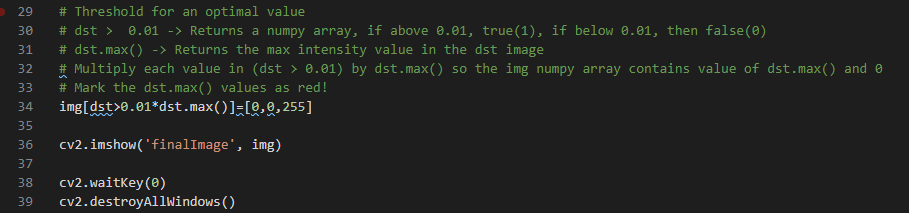 29 # Threshold for an optimal value
30 # dst >  0.01 -> Returns a numpy array, if above 0.01, true(1), if below 0.01, then false(0)
31 # dst.max() -> Returns the max intensity value in the dst image
32 # Multiply each value in (dst > 0.01) by dst.max() so the img numpy array contains value of dst.max() and 0
33 # Mark the dst.max() values as red!
34 img[dst>0.01*dst.max()]=[0,0,255]
35
36 cv2.imshow('finalImage', img)
37
38 cv2.waitKey(0)
39 cv2.destroyAllWindows()